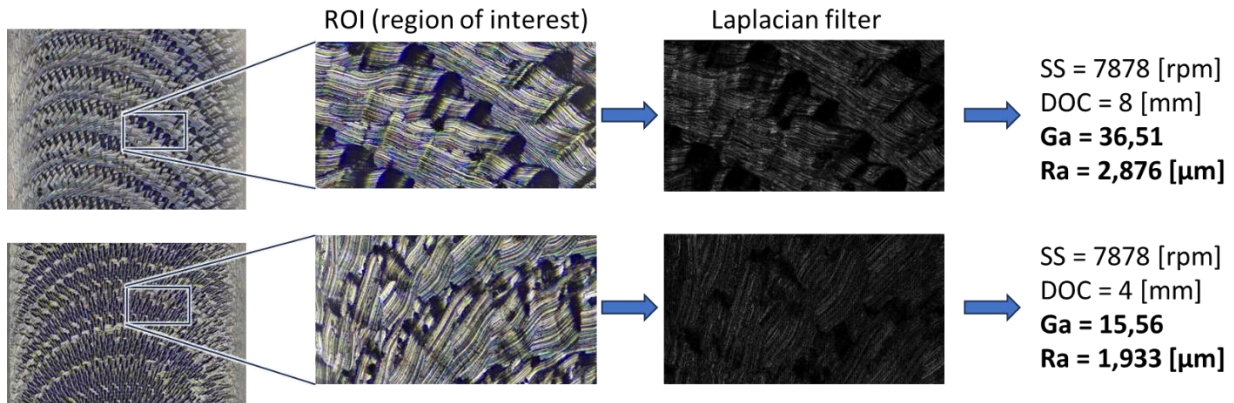 ROI (region of interest)
Laplacian filter
SS = 7878 [rpm]
DOC = 8 [mm]
Ga = 36,51
Ra = 2,876 [µm]
SS = 7878 [rpm]
DOC = 4 [mm]
Ga = 15,56
Ra = 1,933 [µm]